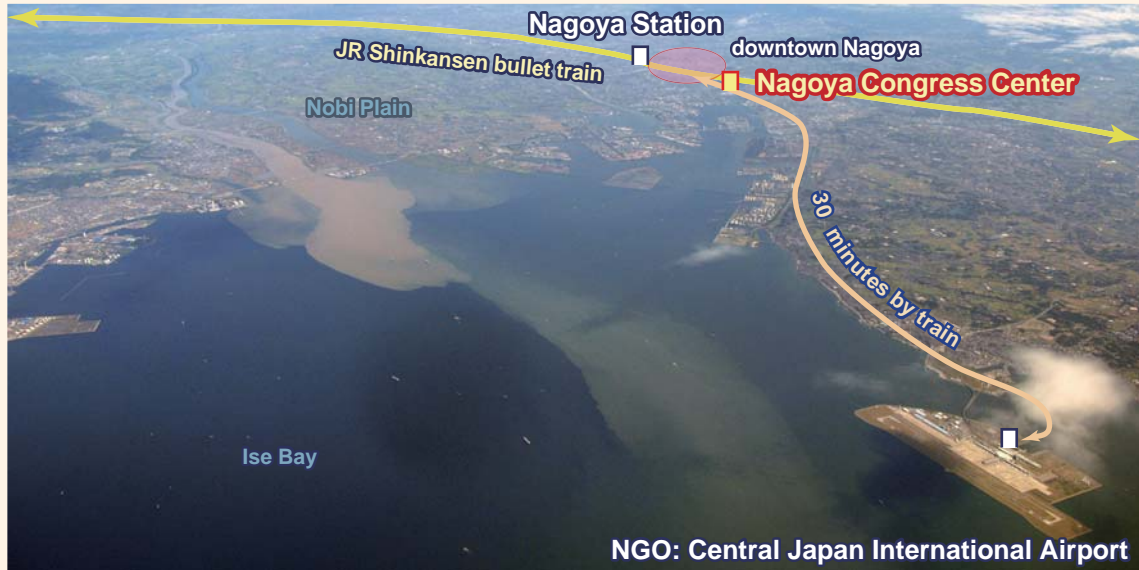 Nagoya Station
downtown Nagoya
JR Shinkansen bullet train
Nagoya Congress Center
Nobi Plain
30 minutes by train
Ise Bay
NGO: Central Japan International Airport